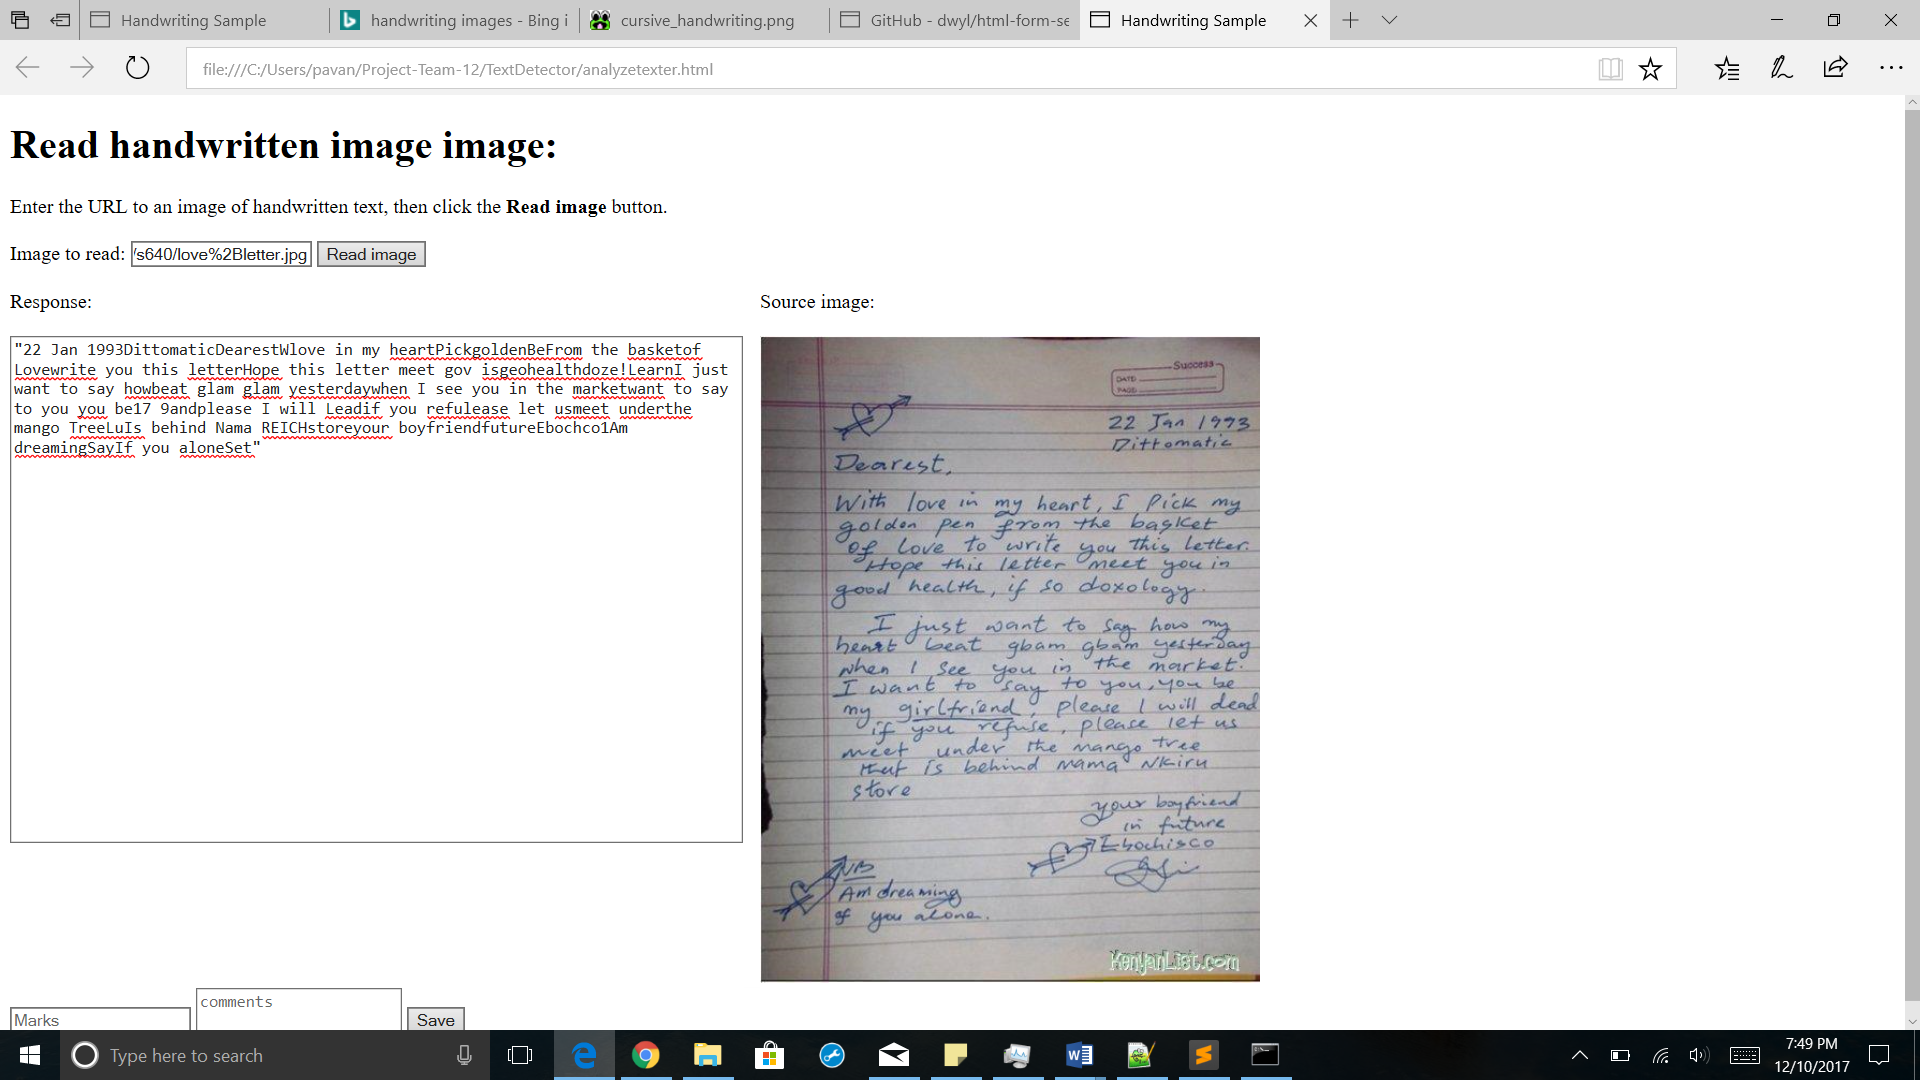 Handwriting Sample
handwriting images - Bing i
cursive_handwriting.png
GitHub - dwyl/html-form-se
Handwriting Sample
file:///C:/Users/pavan/Project-Team-12/TextDetector/analyzetexter.html
Read handwritten image image:
Enter the URL to an image of handwritten text, then click the Read image button.
Image to read: /s640/love%2Bletter.jpg Read image
Response:
"22 Jan 1993DittomaticDearestWlove in my heartPickgoldenBeFrom the basketof
Lovewrite you this letterHope this letter meet gov isgeohealthdoze!LearnI just
want to say howbeat glam glam yesterdaywhen I see you in the marketwant to say
to you you be17 9andplease I will Leadif you refulease let usmeet underthe
mango TreeLuIs behind Nama REICHstoreyour boyfriendfutureEbochco1Am
dreamingSayIf you aloneSet"
Source image:
Success
DATE
PAGE
22 Jan 1993
Dittomatic
Dearest,
With love in my heart, I Pick my
golden pen from the basket
of love to write you this letter.
Hope this letter meet you in
good health, if so doxology.
I just want to say how my
heart beat gbam gbam yesterday
when I see you in the market.
I want to say to you, you be
my girlfriend, please I will dead
if you refuse, please let us
meet under the mango tree
that is behind mama Nkiru
store
your boyfriend
in future
Ebochisco
NB
Am dreaming
of you alone.
KenyanList.com
Marks
comments
Save
Type here to search
7:49 PM
12/10/2017